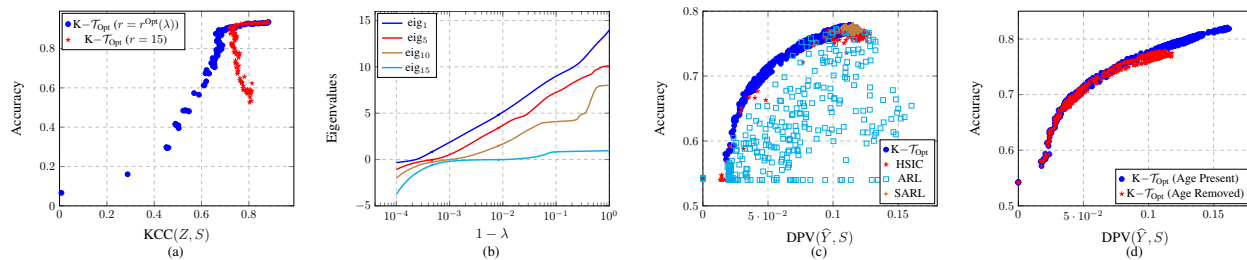 K−𝒯Opt (r = rOpt(λ))
K−𝒯Opt (r = 15)
Accuracy
0.8
0.6
0.4
0.2
0
0 0.2 0.4 0.6 0.8
KCC(Z, S)
(a)
eig1
eig5
eig10
eig15
Eigenvalues
15
10
5
0
10−4 10−3 10−2 10−1 100
1 − λ
(b)
Accuracy
0.8
0.7
0.6
0.5
K−𝒯Opt
HSIC
ARL
SARL
0 5·10−2 0.1 0.15
DPV(Ŷ, S)
(c)
Accuracy
0.8
0.7
0.6
0.5
K−𝒯Opt (Age Present)
K−𝒯Opt (Age Removed)
0 5·10−2 0.1 0.15
DPV(Ŷ, S)
(d)